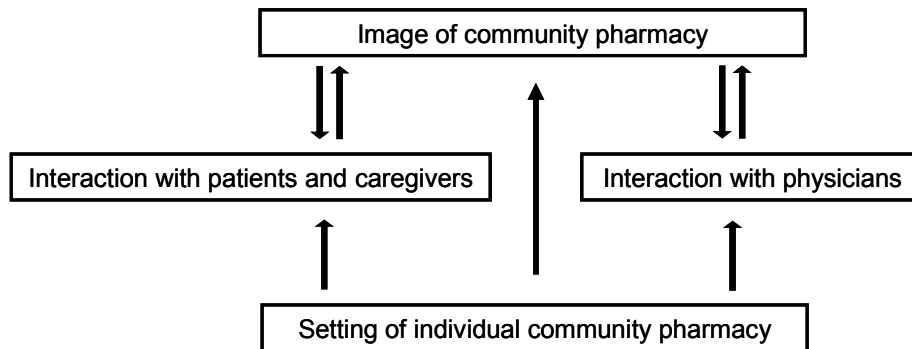 Image of community pharmacy
Interaction with patients and caregivers
Interaction with physicians
Setting of individual community pharmacy